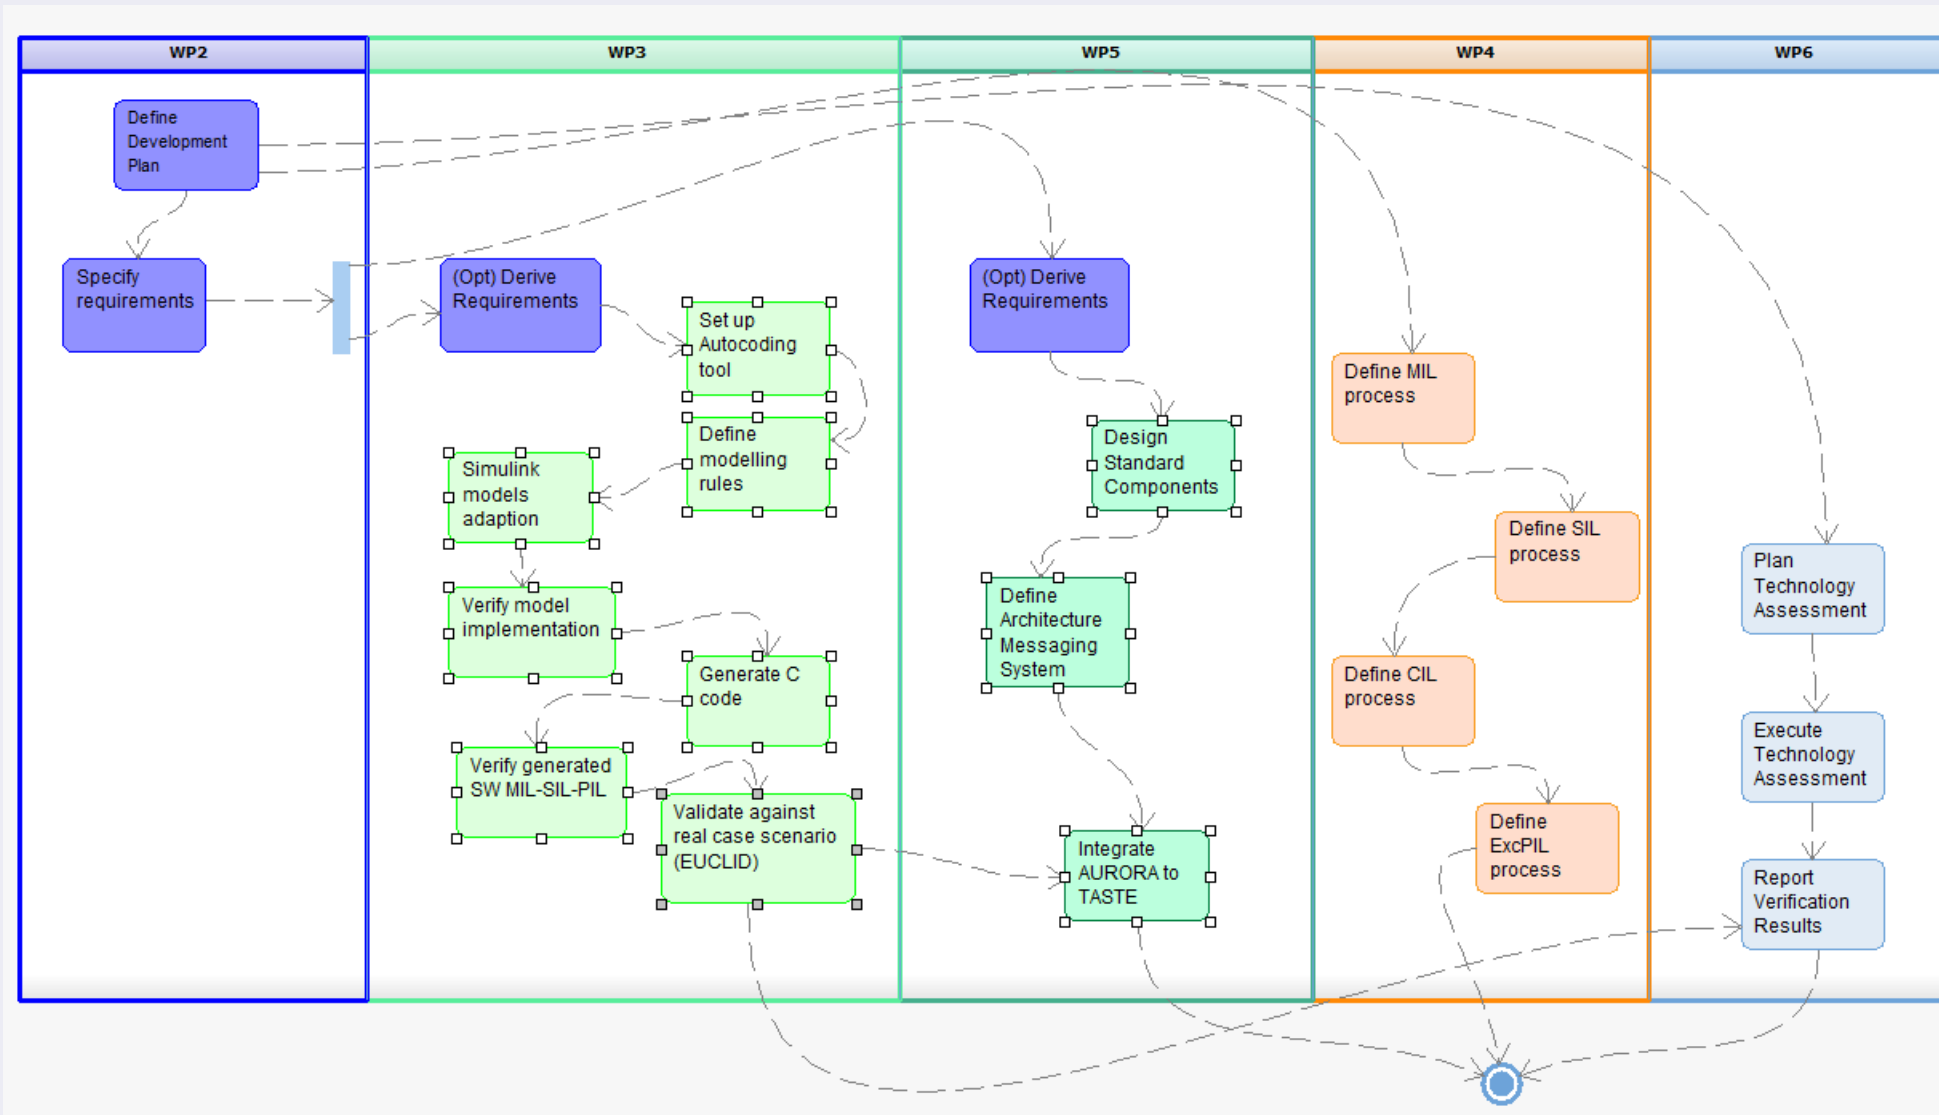 WP2
WP3
WP5
WP4
WP6
Define
Development
Plan
Specify
requirements
(Opt) Derive
Requirements
Set up
Autocoding
tool
Define
modelling
rules
Simulink
models
adaption
Verify model
implementation
Generate C
code
Verify generated
SW MIL-SIL-PIL
Validate against
real case scenario
(EUCLID)
(Opt) Derive
Requirements
Design
Standard
Components
Define
Architecture
Messaging
System
Integrate
AURORA to
TASTE
Define MIL
process
Define SIL
process
Define CIL
process
Define
ExcPIL
process
Plan
Technology
Assessment
Execute
Technology
Assessment
Report
Verification
Results